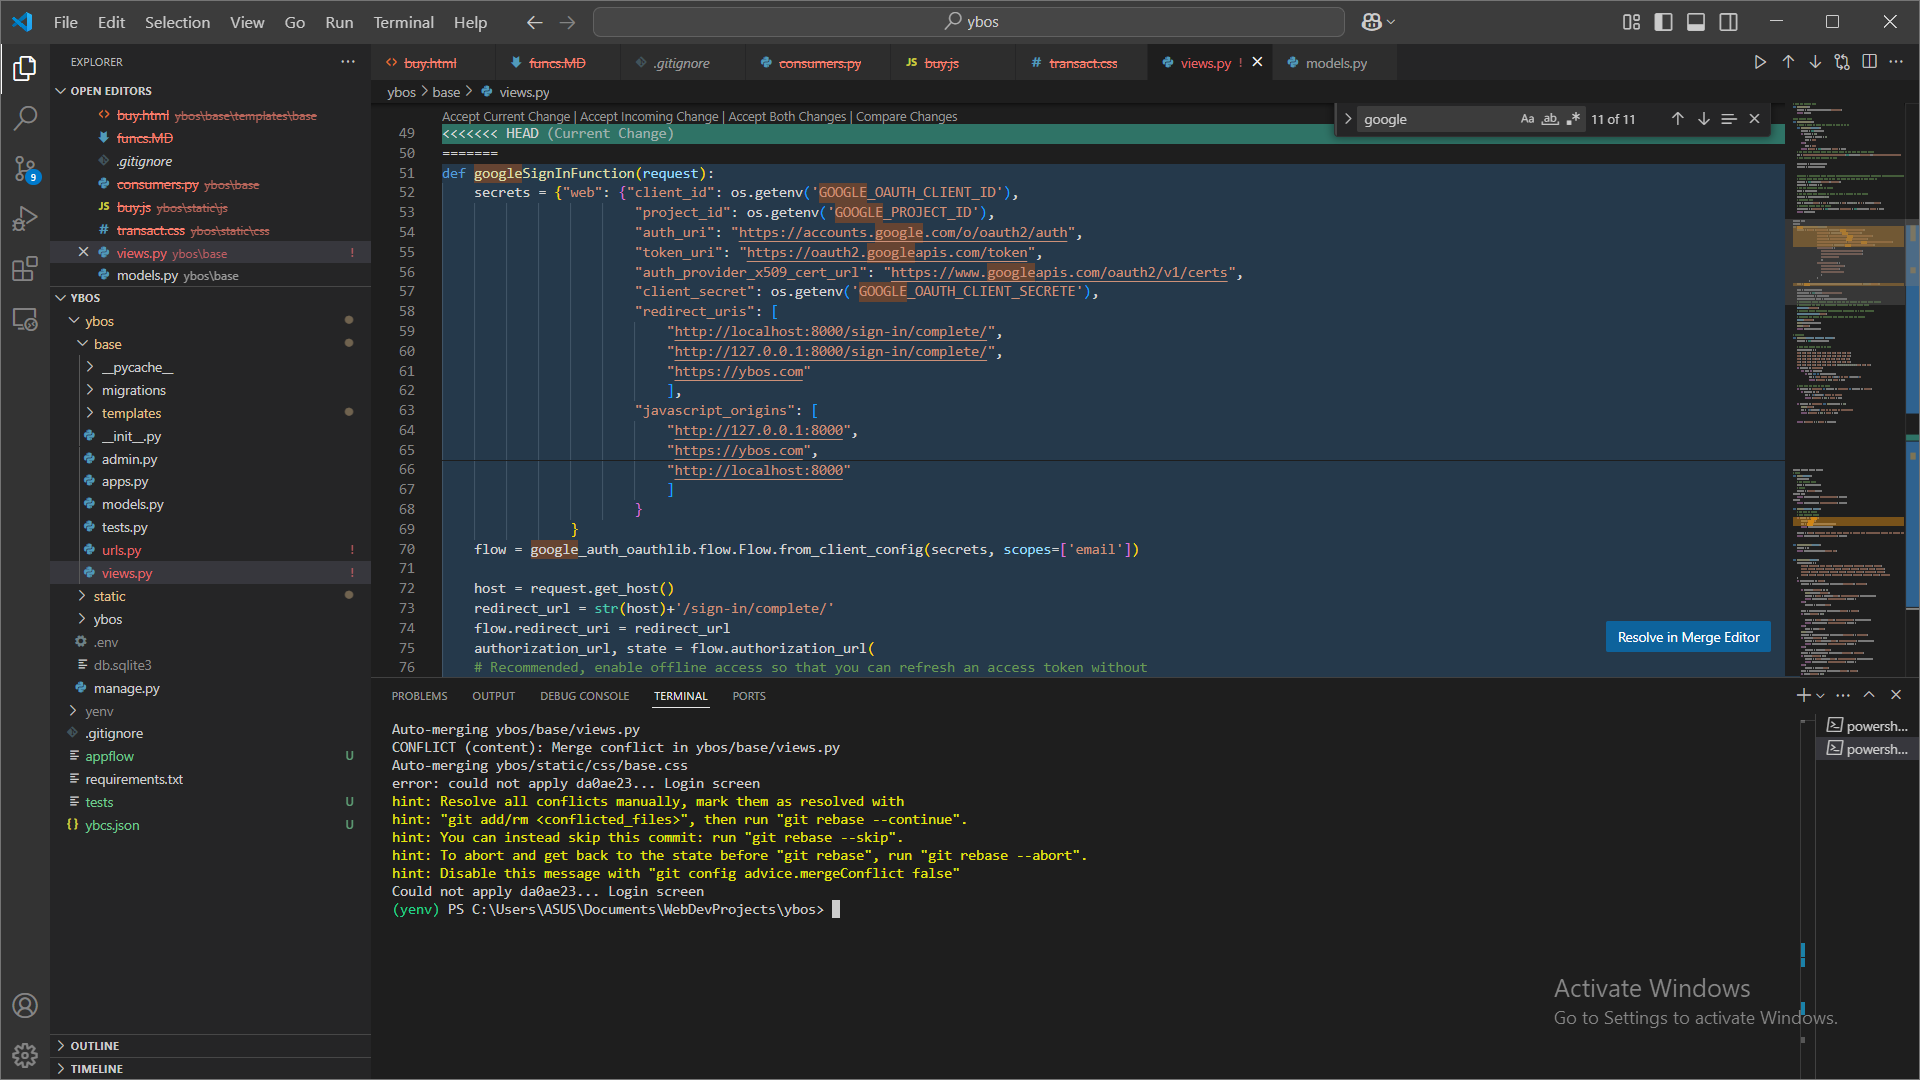 File Edit Selection View Go Run Terminal Help
ybos
EXPLORER
OPEN EDITORS
buy.html ybos\base\templates\base
funcs.MD
.gitignore
consumers.py ybos\base
buy.js ybos\static\js
transact.css ybos\static\css
views.py ybos\base !
models.py ybos\base
YBOS
ybos
base
__pycache__
migrations
templates
__init__.py
admin.py
apps.py
models.py
tests.py
urls.py !
views.py !
static
ybos
.env
db.sqlite3
manage.py
yenv
.gitignore
appflow U
requirements.txt
tests U
ybcs.json U
OUTLINE
TIMELINE
9
buy.html funcs.MD .gitignore consumers.py buy.js transact.css views.py ! models.py
ybos > base > views.py
google Aa ab 11 of 11
Accept Current Change | Accept Incoming Change | Accept Both Changes | Compare Changes
49 <<<<<<< HEAD (Current Change)
50 =======
51 def googleSignInFunction(request):
52 secrets = {"web": {"client_id": os.getenv('GOOGLE_OAUTH_CLIENT_ID'),
53 "project_id": os.getenv('GOOGLE_PROJECT_ID'),
54 "auth_uri": "https://accounts.google.com/o/oauth2/auth",
55 "token_uri": "https://oauth2.googleapis.com/token",
56 "auth_provider_x509_cert_url": "https://www.googleapis.com/oauth2/v1/certs",
57 "client_secret": os.getenv('GOOGLE_OAUTH_CLIENT_SECRETE'),
58 "redirect_uris": [
59 "http://localhost:8000/sign-in/complete/",
60 "http://127.0.0.1:8000/sign-in/complete/",
61 "https://ybos.com"
62 ],
63 "javascript_origins": [
64 "http://127.0.0.1:8000",
65 "https://ybos.com",
66 "http://localhost:8000"
67 ]
68 }
69 }
70 flow = google_auth_oauthlib.flow.Flow.from_client_config(secrets, scopes=['email'])
71
72 host = request.get_host()
73 redirect_url = str(host)+'/sign-in/complete/'
74 flow.redirect_uri = redirect_url
75 authorization_url, state = flow.authorization_url(
76 # Recommended, enable offline access so that you can refresh an access token without
Resolve in Merge Editor
PROBLEMS OUTPUT DEBUG CONSOLE TERMINAL PORTS
Auto-merging ybos/base/views.py
CONFLICT (content): Merge conflict in ybos/base/views.py
Auto-merging ybos/static/css/base.css
error: could not apply da0ae23... Login screen
hint: Resolve all conflicts manually, mark them as resolved with
hint: "git add/rm <conflicted_files>", then run "git rebase --continue".
hint: You can instead skip this commit: run "git rebase --skip".
hint: To abort and get back to the state before "git rebase", run "git rebase --abort".
hint: Disable this message with "git config advice.mergeConflict false"
Could not apply da0ae23... Login screen
(yenv) PS C:\Users\ASUS\Documents\WebDevProjects\ybos>
powersh...
powersh...
Activate Windows
Go to Settings to activate Windows.